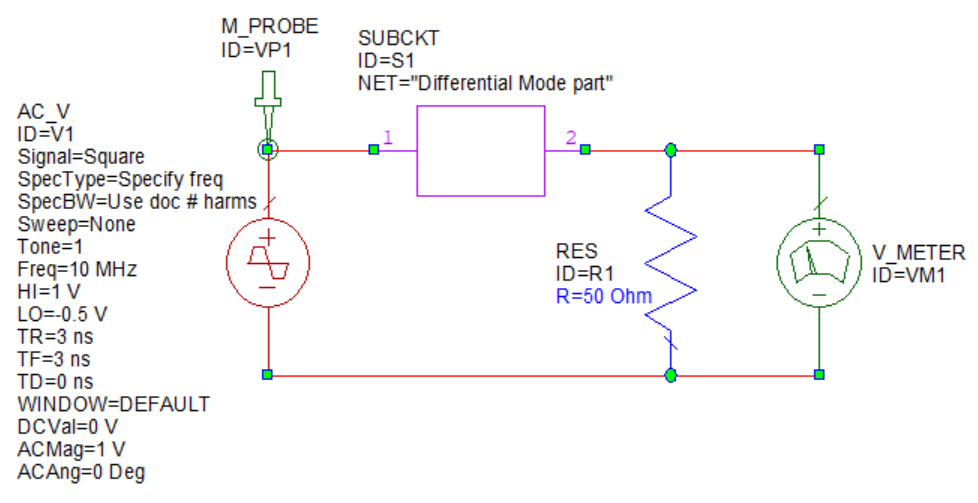 M_PROBE
ID=VP1
SUBCKT
ID=S1
NET="Differential Mode part"
AC_V
ID=V1
Signal=Square
SpecType=Specify freq
SpecBW=Use doc # harms
Sweep=None
Tone=1
Freq=10 MHz
HI=1 V
LO=-0.5 V
TR=3 ns
TF=3 ns
TD=0 ns
WINDOW=DEFAULT
DCVal=0 V
ACMag=1 V
ACAng=0 Deg
1
2
RES
ID=R1
R=50 Ohm
V_METER
ID=VM1